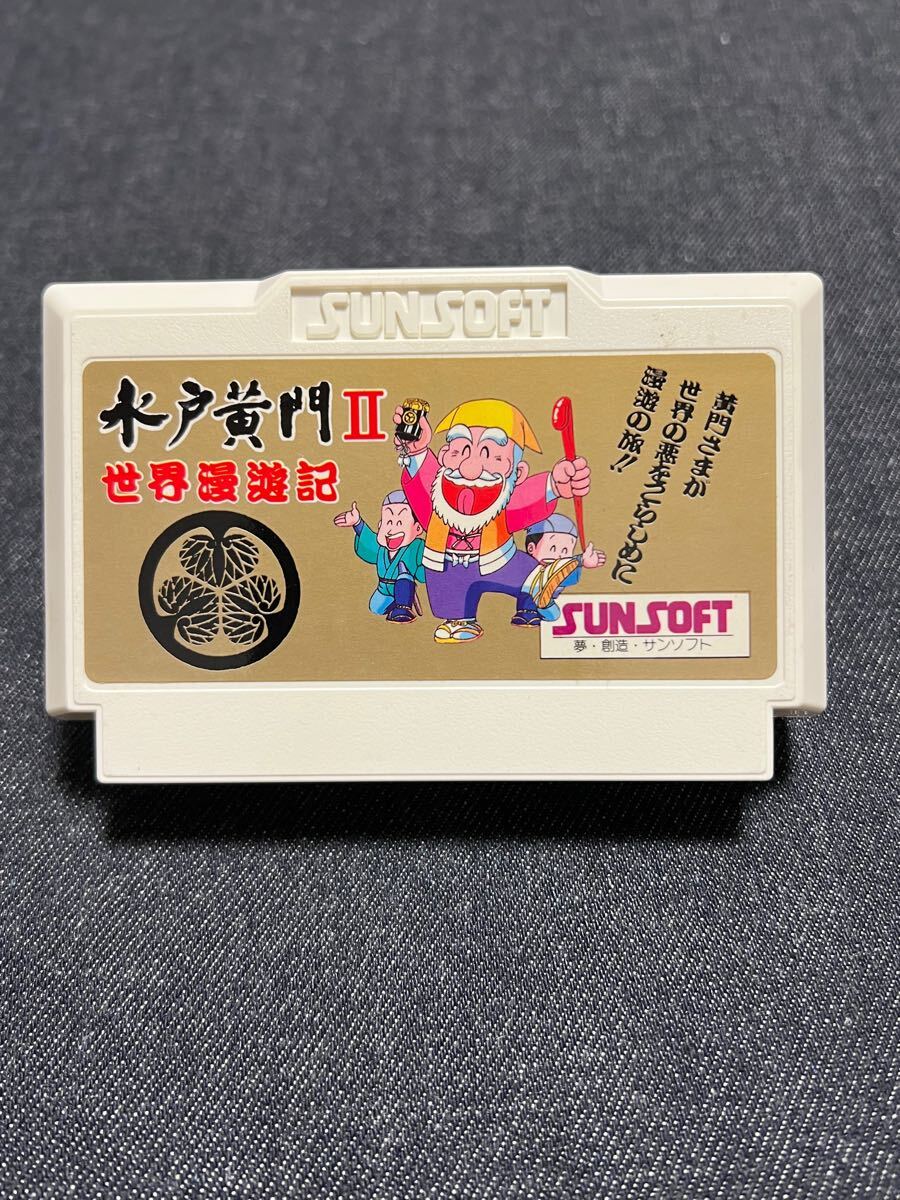 SUNSOFT
水戸黄門II
世界漫遊記
黄門さまが
世界の悪をこらしめに
漫遊の旅!!
SUNSOFT
夢・創造・サンソフト